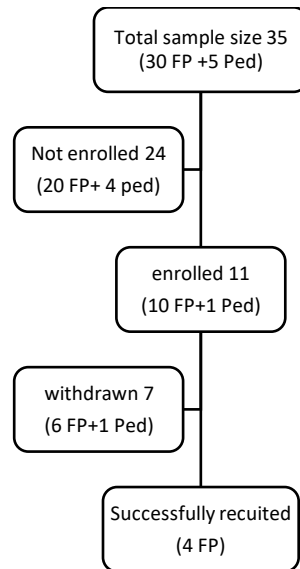 Total sample size 35
(30 FP +5 Ped)
Not enrolled 24
(20 FP+ 4 ped)
enrolled 11
(10 FP+1 Ped)
withdrawn 7
(6 FP+1 Ped)
Successfully recuited
(4 FP)